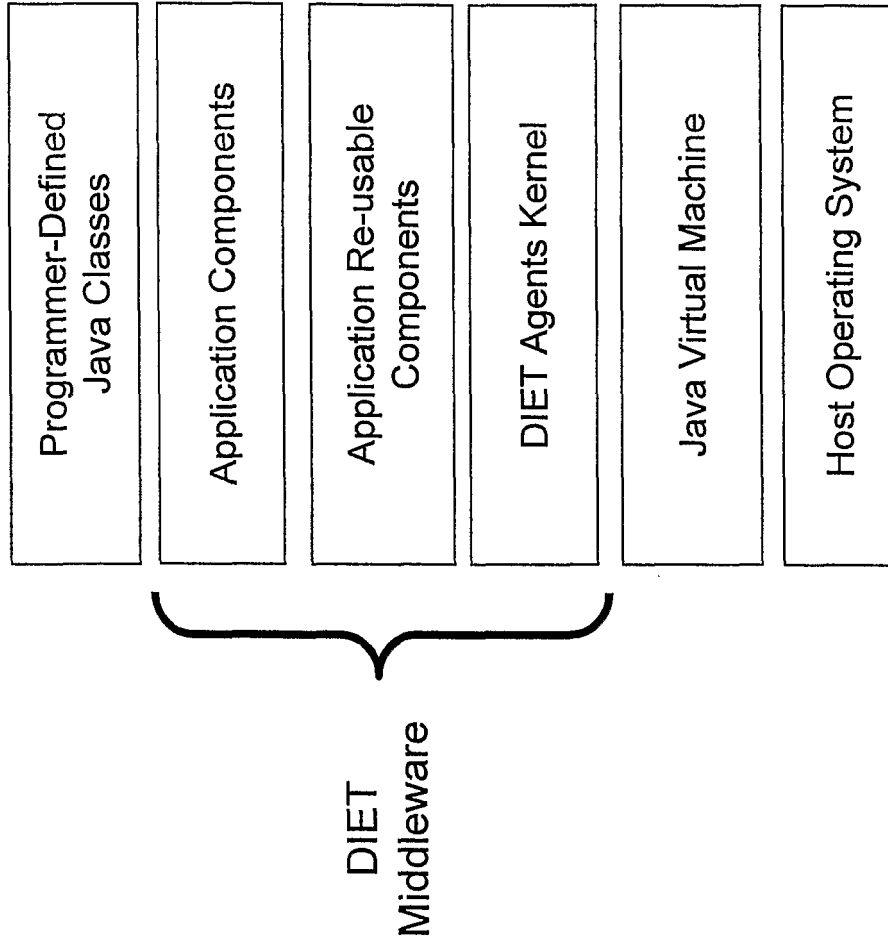 Programmer-Defined
Java Classes
Application Components
Application Re-usable
Components
DIET Agents Kernel
Java Virtual Machine
Host Operating System
DIET
Middleware